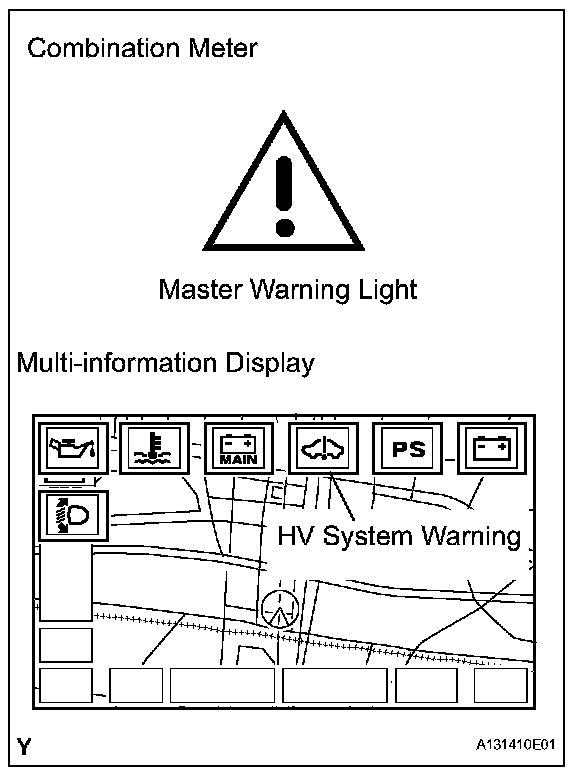 Combination Meter
Master Warning Light
Multi-information Display
MAIN
PS
HV System Warning
Y
A131410E01